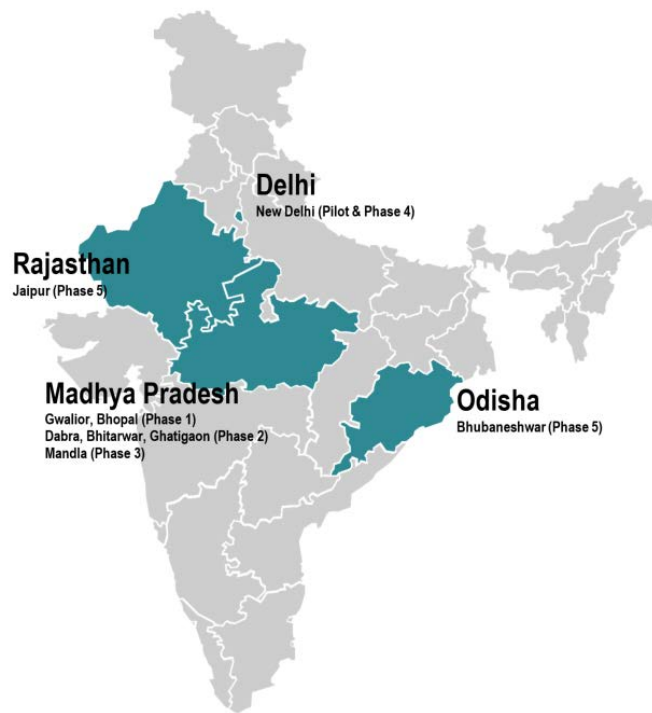 Delhi
New Delhi (Pilot & Phase 4)
Rajasthan
Jaipur (Phase 5)
Madhya Pradesh
Gwalior, Bhopal (Phase 1)
Dabra, Bhitarwar, Ghatigaon (Phase 2)
Mandla (Phase 3)
Odisha
Bhubaneshwar (Phase 5)